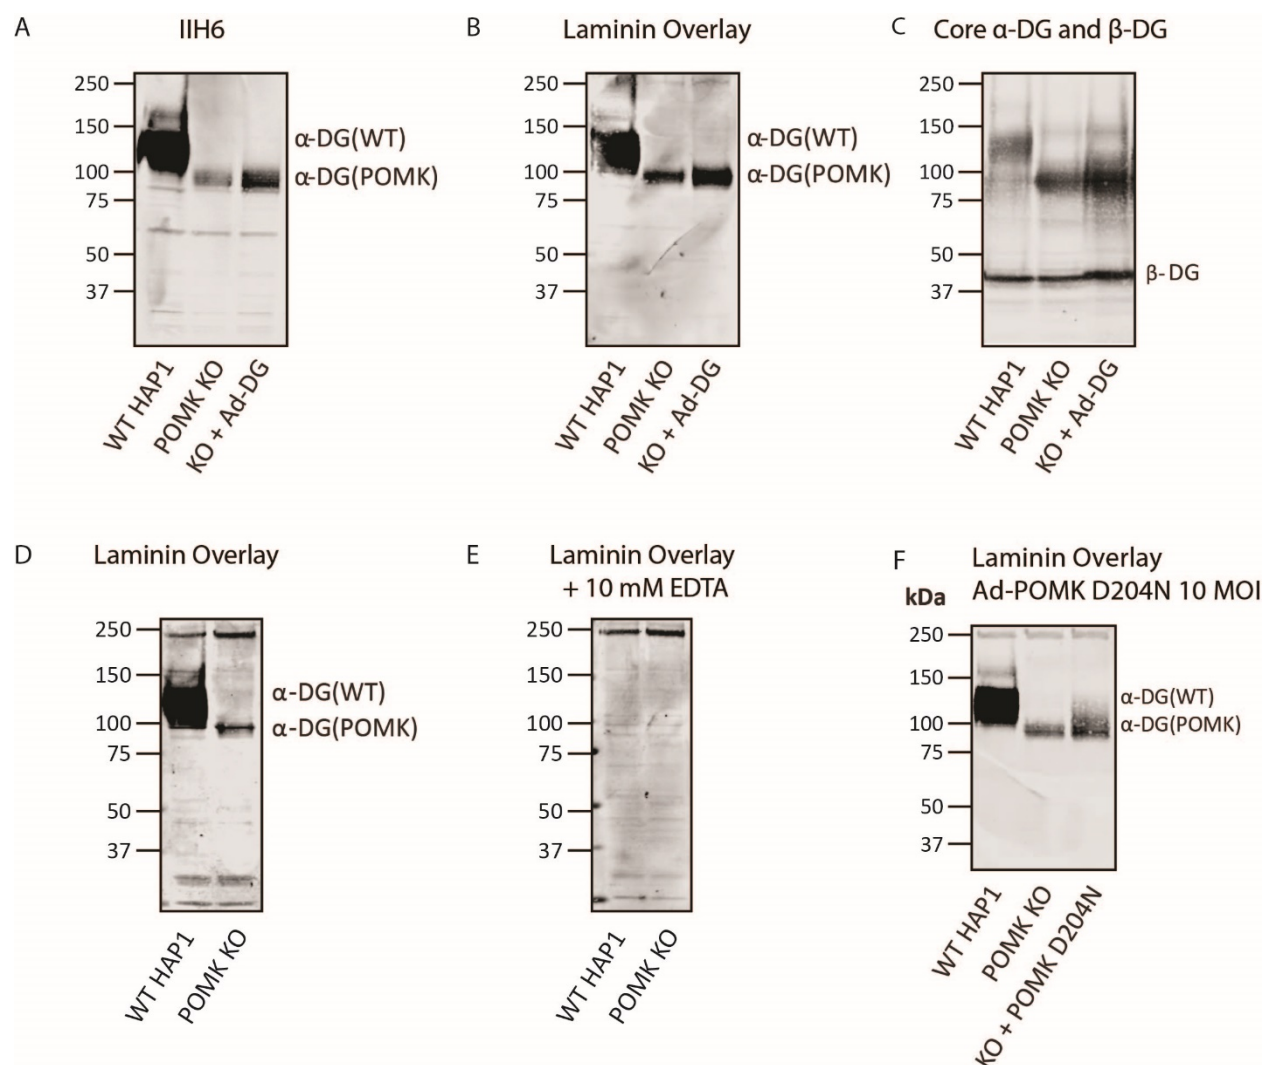 A
IIH6
250
150
100
75
50
37
α-DG(WT)
α-DG(POMK)
WT HAP1
POMK KO
KO + Ad-DG
B
Laminin Overlay
250
150
100
75
50
37
α-DG(WT)
α-DG(POMK)
WT HAP1
POMK KO
KO + Ad-DG
C
Core α-DG and β-DG
250
150
100
75
50
37
β-DG
WT HAP1
POMK KO
KO + Ad-DG
D
Laminin Overlay
250
150
100
75
50
37
α-DG(WT)
α-DG(POMK)
WT HAP1
POMK KO
E
Laminin Overlay
+ 10 mM EDTA
250
150
100
75
50
37
WT HAP1
POMK KO
F
Laminin Overlay
Ad-POMK D204N 10 MOI
kDa
250
150
100
75
50
37
α-DG(WT)
α-DG(POMK)
WT HAP1
POMK KO
KO + POMK D204N